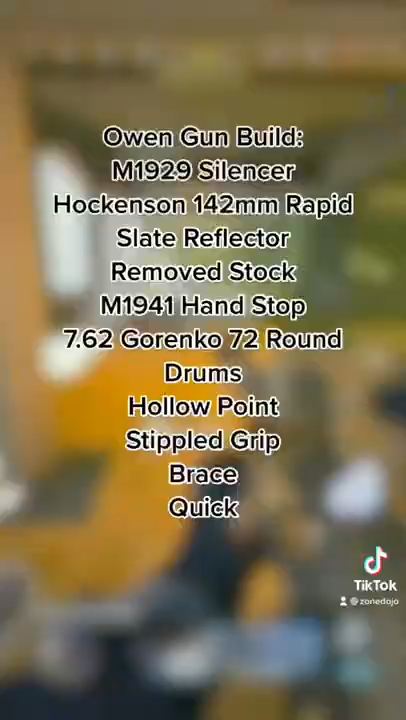 Owen Gun Build:
M1929 Silencer
Hockenson 142mm Rapid
Slate Reflector
Removed Stock
M1941 Hand Stop
7.62 Gorenko 72 Round
Drums
Hollow Point
Stippled Grip
Brace
Quick
TikTok
@zonedojo